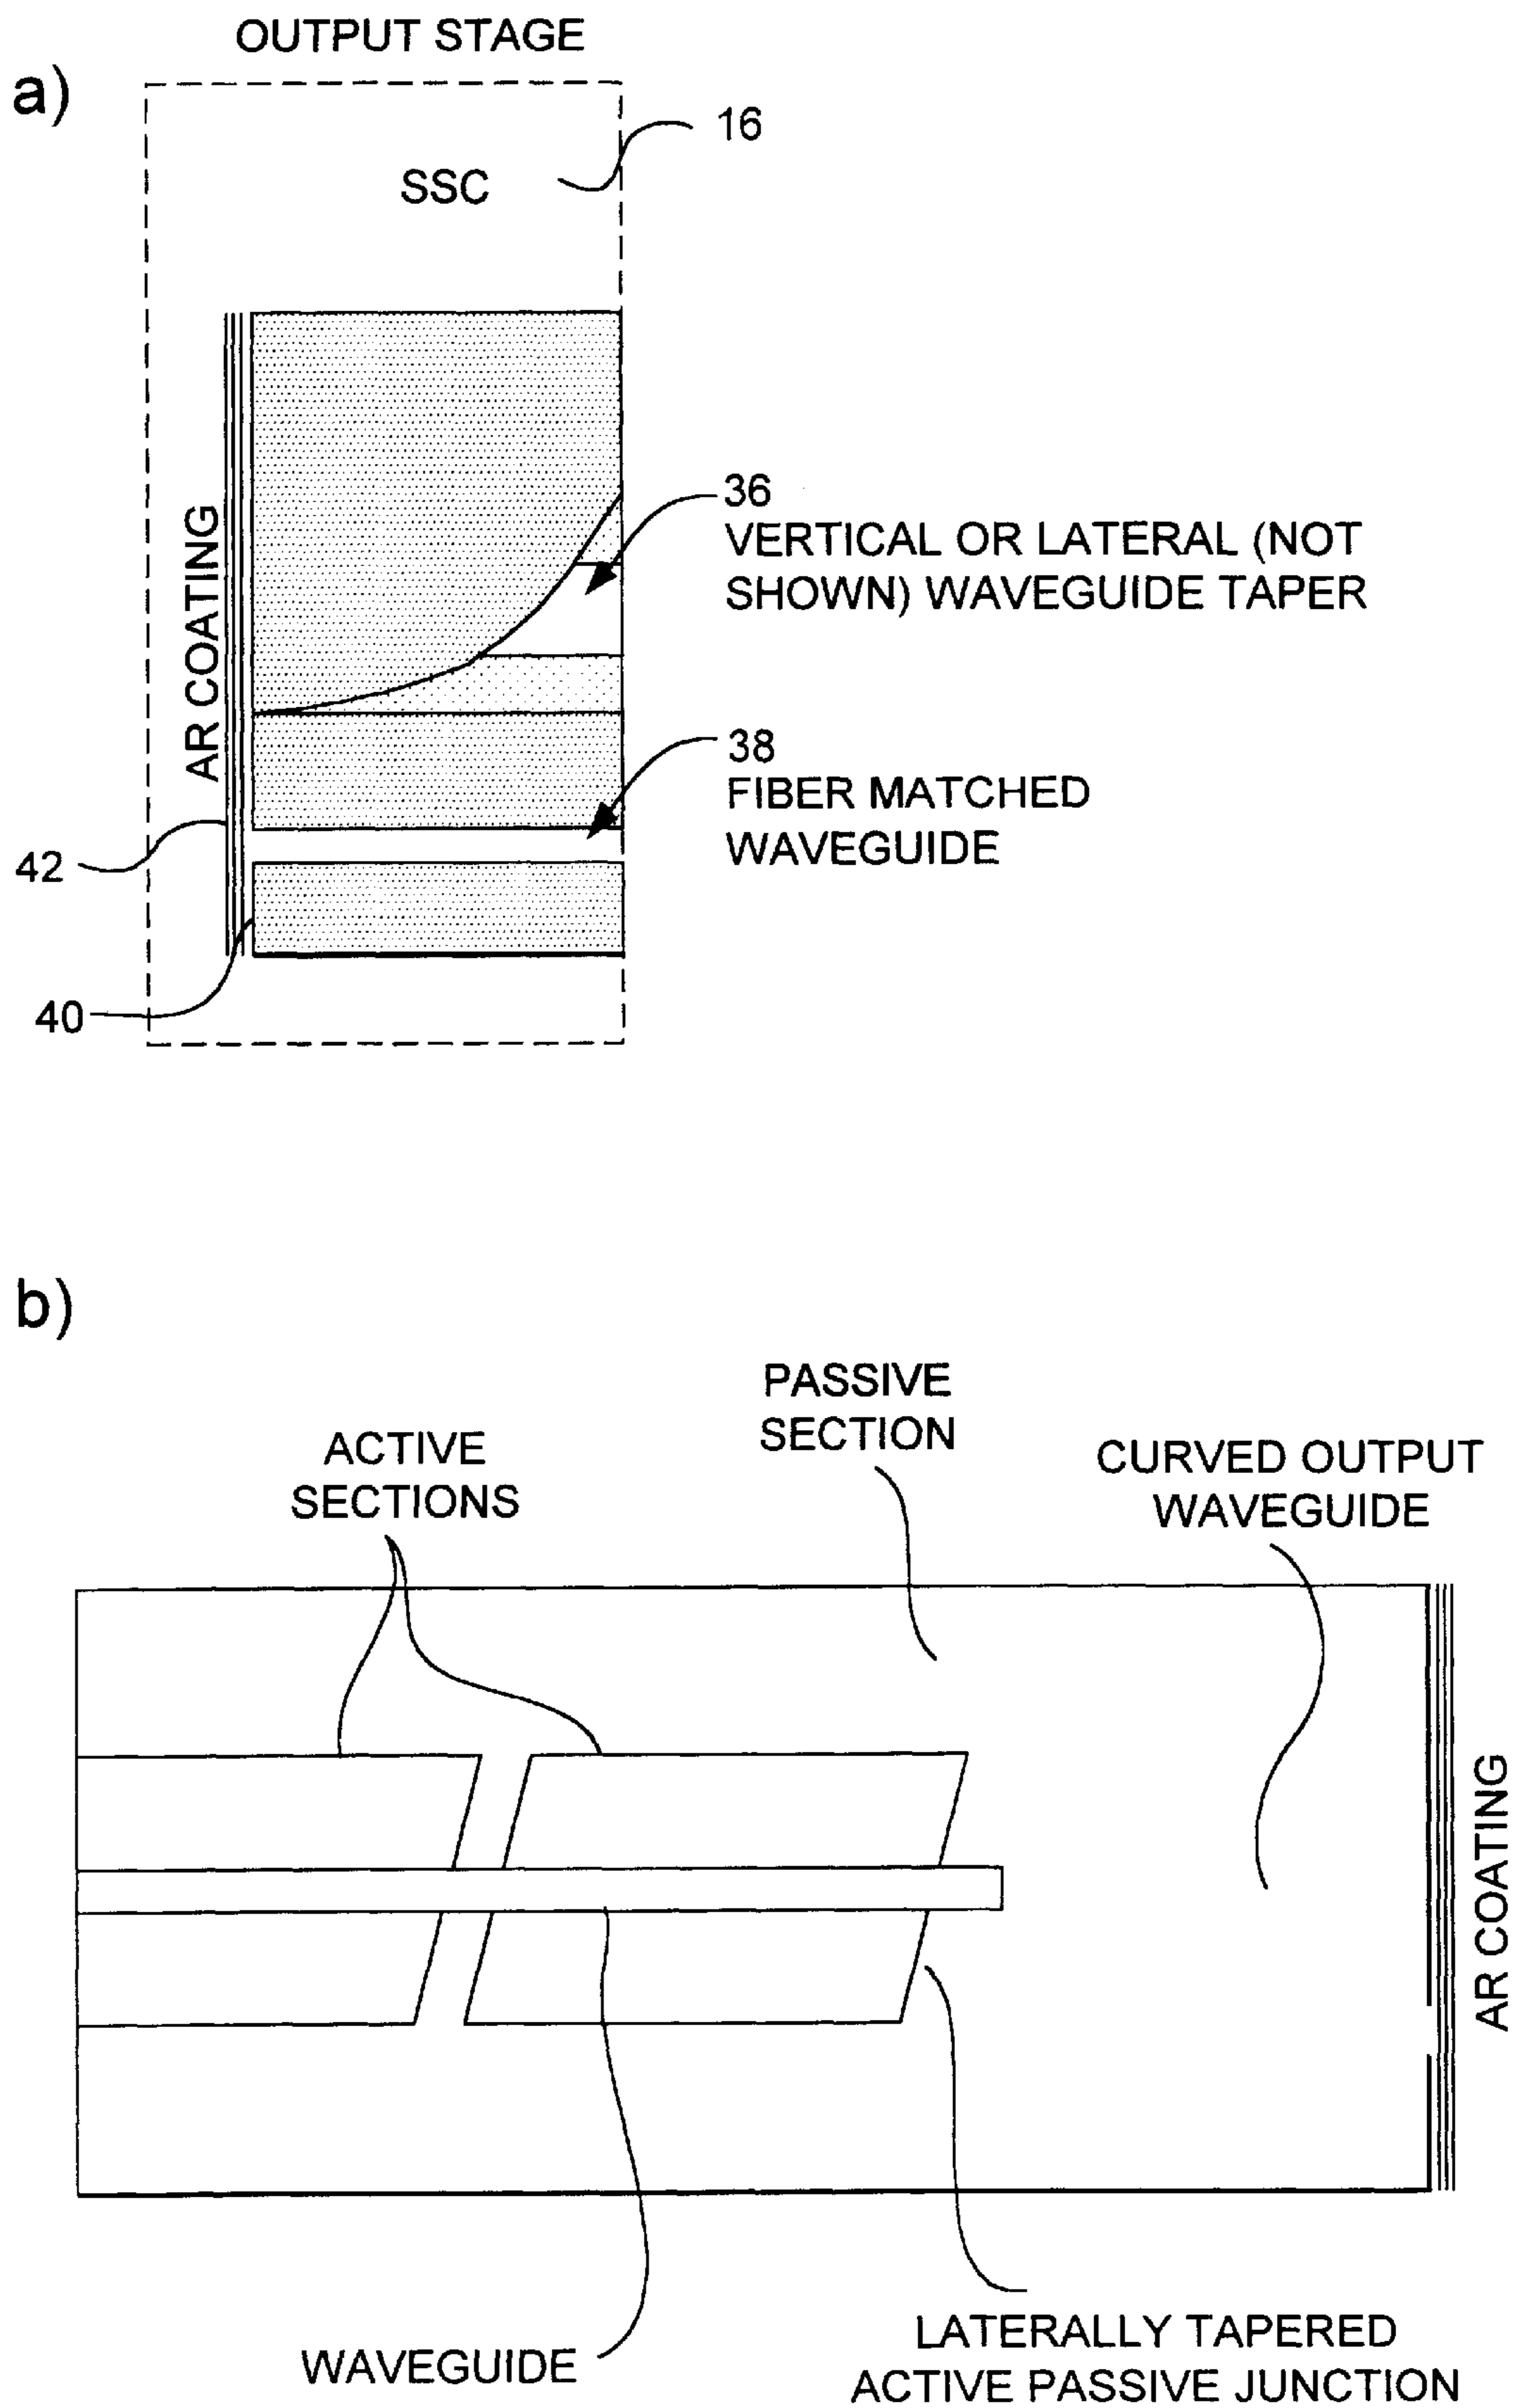 OUTPUT STAGE
a)
16
SSC
AR COATING
36
VERTICAL OR LATERAL (NOT
SHOWN) WAVEGUIDE TAPER
38
FIBER MATCHED
WAVEGUIDE
42
40
b)
PASSIVE
SECTION
ACTIVE
SECTIONS
CURVED OUTPUT
WAVEGUIDE
AR COATING
WAVEGUIDE
LATERALLY TAPERED
ACTIVE PASSIVE JUNCTION